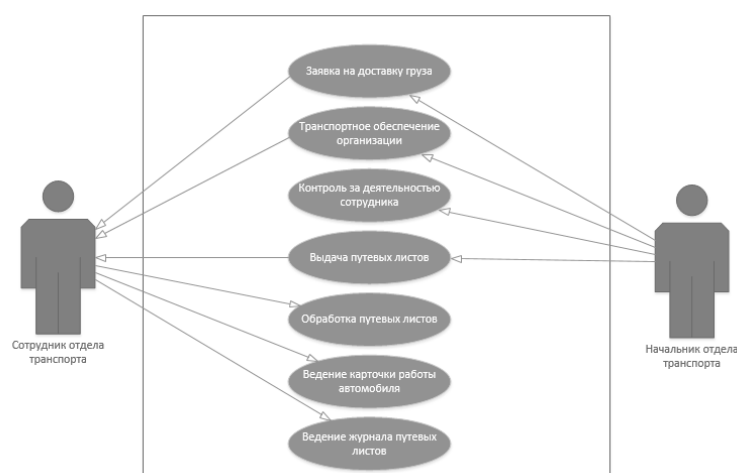 Заявка на доставку груза
Транспортное обеспечение
организации
Контроль за деятельностью
сотрудника
Выдача путевых листов
Обработка путевых листов
Ведение карточки работы
автомобиля
Ведение журнала путевых
листов
Сотрудник отдела
транспорта
Начальник отдела
транспорта